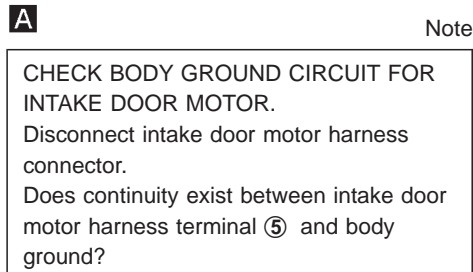 A
Note
CHECK BODY GROUND CIRCUIT FOR
INTAKE DOOR MOTOR.
Disconnect intake door motor harness
connector.
Does continuity exist between intake door
motor harness terminal ⑤ and body
ground?